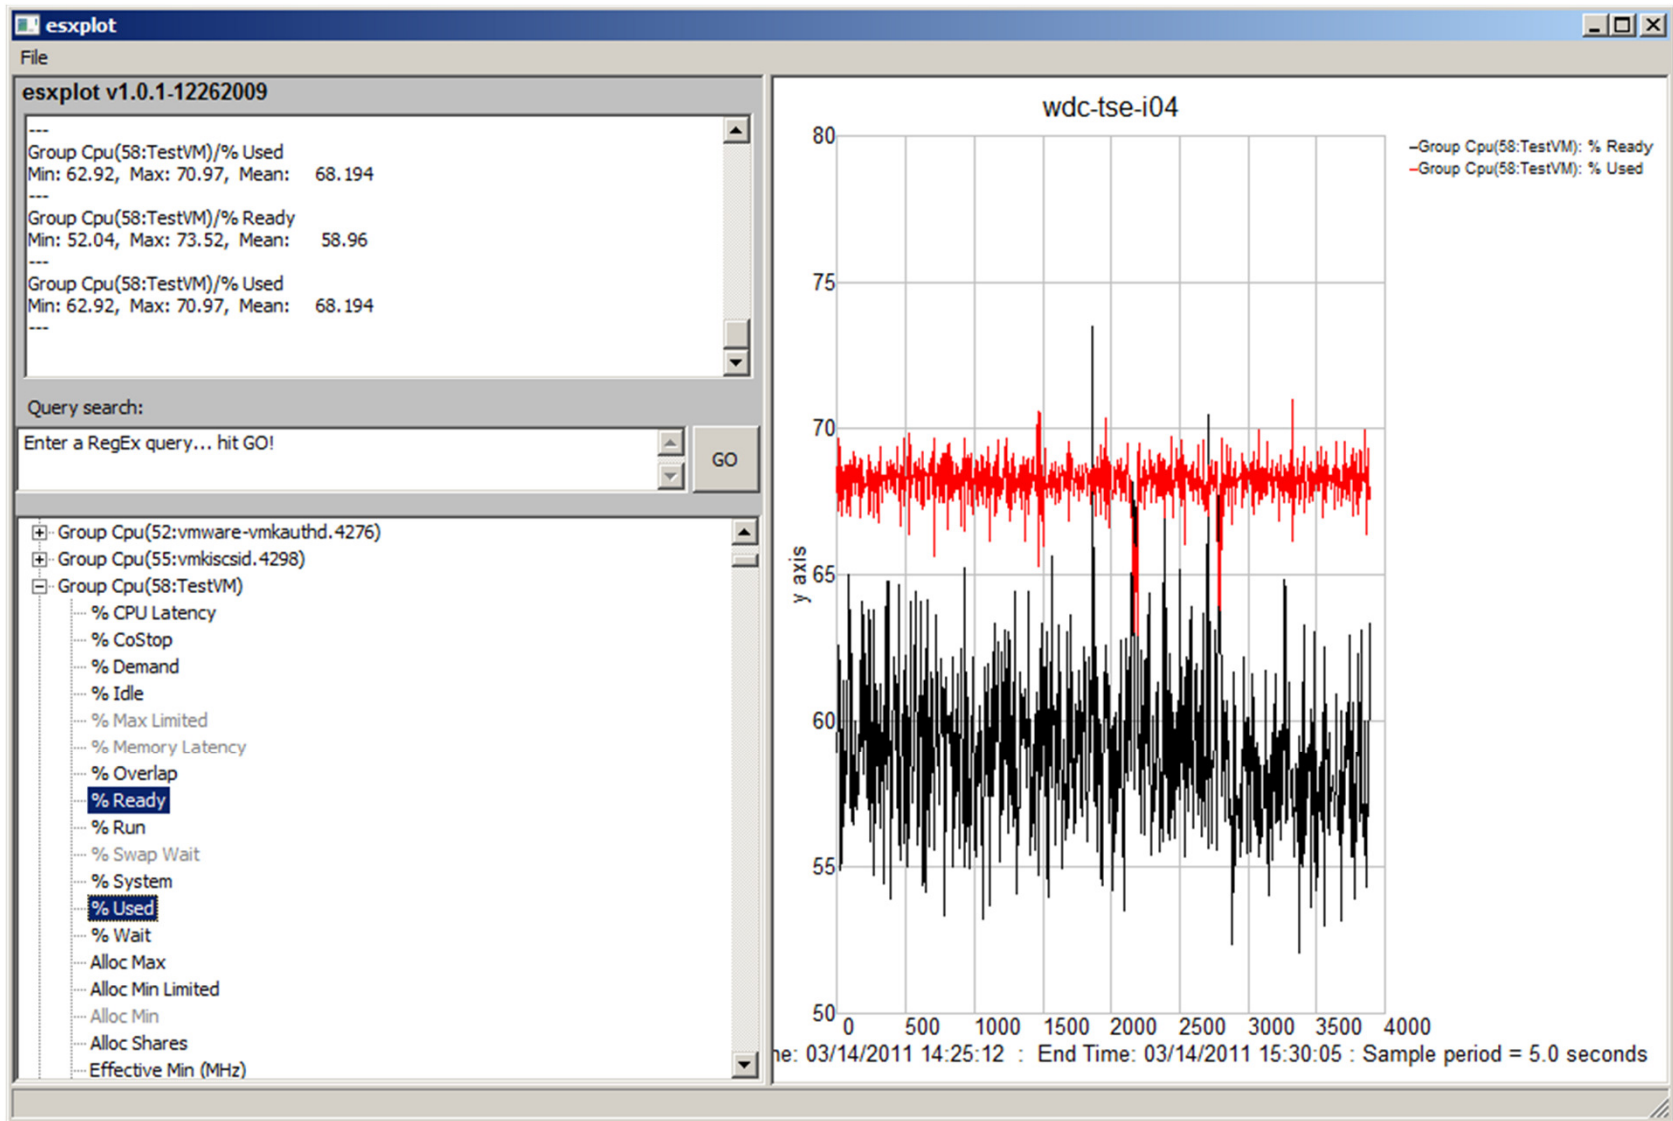 esxplot
File
esxplot v1.0.1-12262009
---
Group Cpu(58:TestVM)/% Used
Min: 62.92, Max: 70.97, Mean: 68.194
---
Group Cpu(58:TestVM)/% Ready
Min: 52.04, Max: 73.52, Mean: 58.96
---
Group Cpu(58:TestVM)/% Used
Min: 62.92, Max: 70.97, Mean: 68.194
---
Query search:
Enter a RegEx query... hit GO!
GO
Group Cpu(52:vmware-vmkauthd.4276)
Group Cpu(55:vmkiscsid.4298)
Group Cpu(58:TestVM)
% CPU Latency
% CoStop
% Demand
% Idle
% Max Limited
% Memory Latency
% Overlap
% Ready
% Run
% Swap Wait
% System
% Used
% Wait
Alloc Max
Alloc Min Limited
Alloc Min
Alloc Shares
Effective Min (MHz)
wdc-tse-i04
Group Cpu(58:TestVM): % Ready
Group Cpu(58:TestVM): % Used
80
75
70
65
60
55
50
y axis
0 500 1000 1500 2000 2500 3000 3500 4000
ne: 03/14/2011 14:25:12 : End Time: 03/14/2011 15:30:05 : Sample period = 5.0 seconds